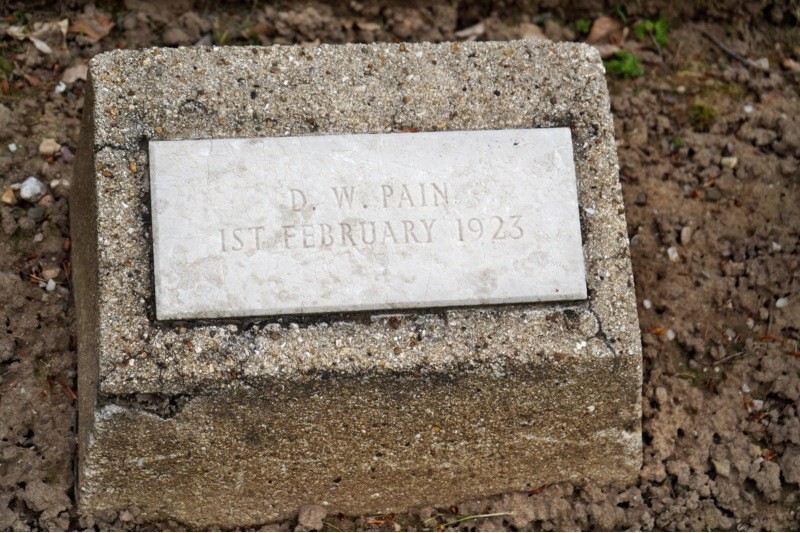 D. W. PAIN
1ST FEBRUARY 1923